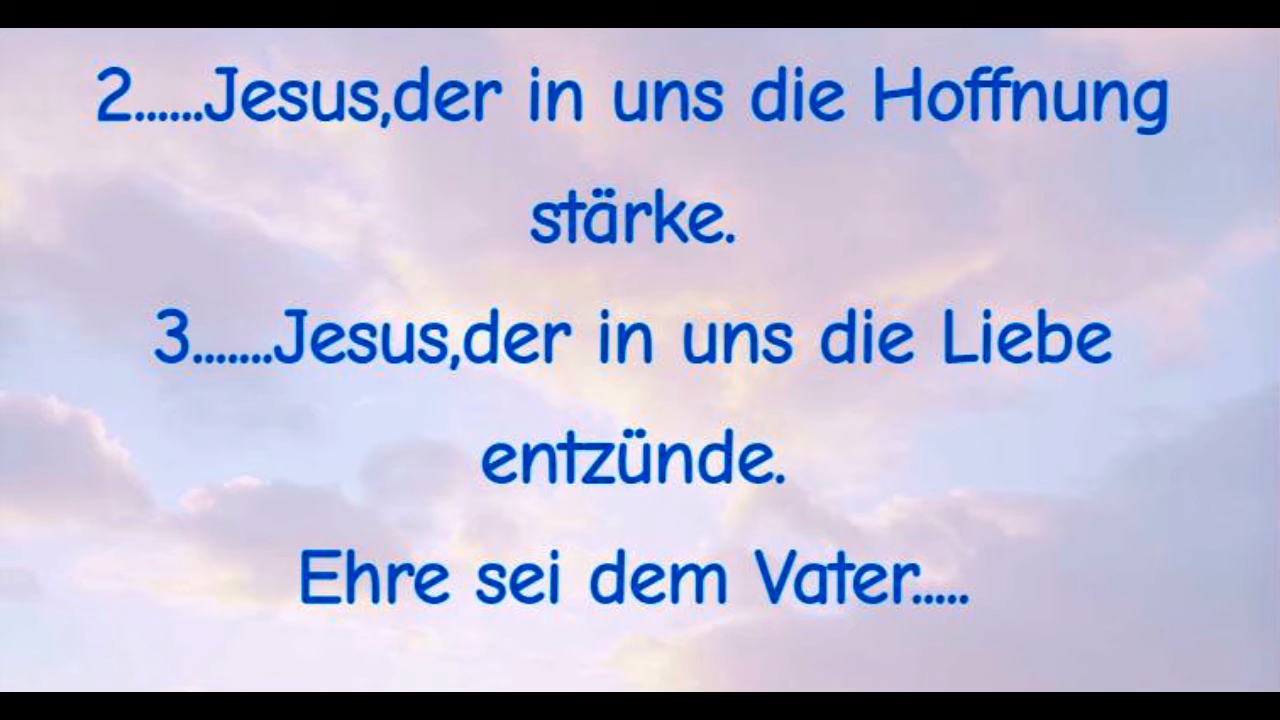 2......Jesus,der in uns die Hoffnung
stärke.
3.......Jesus,der in uns die Liebe
entzünde.
Ehre sei dem Vater.....